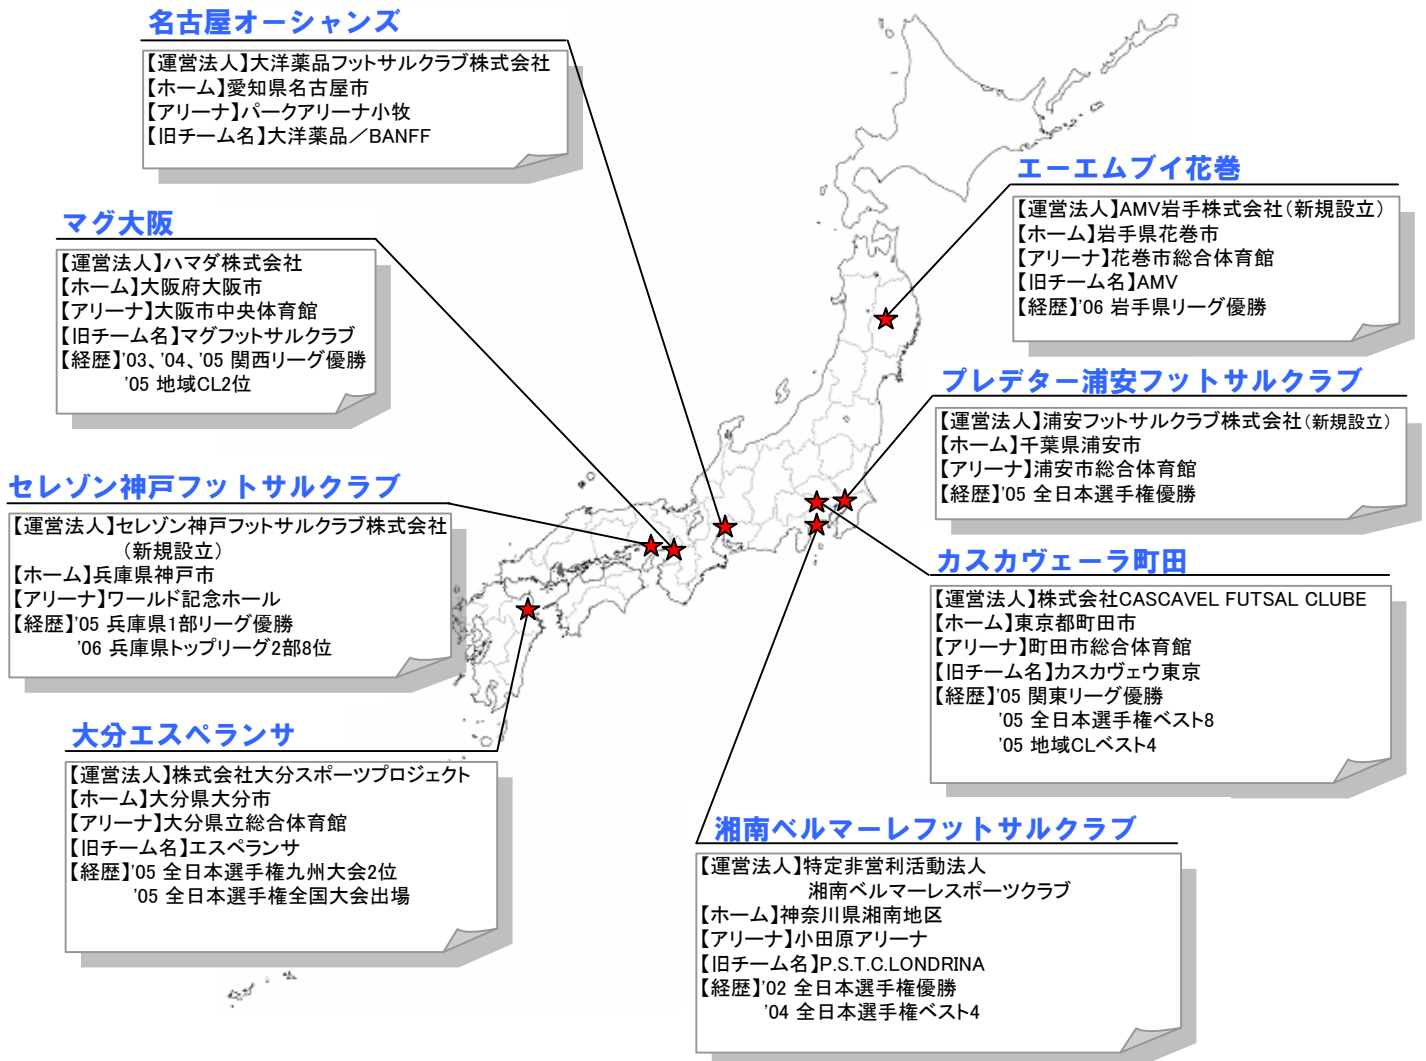 名古屋オーシャンズ
【運営法人】大洋薬品フットサルクラブ株式会社
【ホーム】愛知県名古屋市
【アリーナ】パークアリーナ小牧
【旧チーム名】大洋薬品／BANFF
マグ大阪
【運営法人】ハマダ株式会社
【ホーム】大阪府大阪市
【アリーナ】大阪市中央体育館
【旧チーム名】マグフットサルクラブ
【経歴】'03、'04、'05 関西リーグ優勝
'05 地域CL2位
セレゾン神戸フットサルクラブ
【運営法人】セレゾン神戸フットサルクラブ株式会社
（新規設立）
【ホーム】兵庫県神戸市
【アリーナ】ワールド記念ホール
【経歴】'05 兵庫県1部リーグ優勝
'06 兵庫県トップリーグ2部8位
大分エスペランサ
【運営法人】株式会社大分スポーツプロジェクト
【ホーム】大分県大分市
【アリーナ】大分県立総合体育館
【旧チーム名】エスペランサ
【経歴】'05 全日本選手権九州大会2位
'05 全日本選手権全国大会出場
エーエムブイ花巻
【運営法人】AMV岩手株式会社（新規設立）
【ホーム】岩手県花巻市
【アリーナ】花巻市総合体育館
【旧チーム名】AMV
【経歴】'06 岩手県リーグ優勝
プレデター浦安フットサルクラブ
【運営法人】浦安フットサルクラブ株式会社（新規設立）
【ホーム】千葉県浦安市
【アリーナ】浦安市総合体育館
【経歴】'05 全日本選手権優勝
カスカヴェーラ町田
【運営法人】株式会社CASCAVEL FUTSAL CLUBE
【ホーム】東京都町田市
【アリーナ】町田市総合体育館
【旧チーム名】カスカヴェウ東京
【経歴】'05 関東リーグ優勝
'05 全日本選手権ベスト8
'05 地域CLベスト4
湘南ベルマーレフットサルクラブ
【運営法人】特定非営利活動法人
湘南ベルマーレスポーツクラブ
【ホーム】神奈川県湘南地区
【アリーナ】小田原アリーナ
【旧チーム名】P.S.T.C.LONDRINA
【経歴】'02 全日本選手権優勝
'04 全日本選手権ベスト4